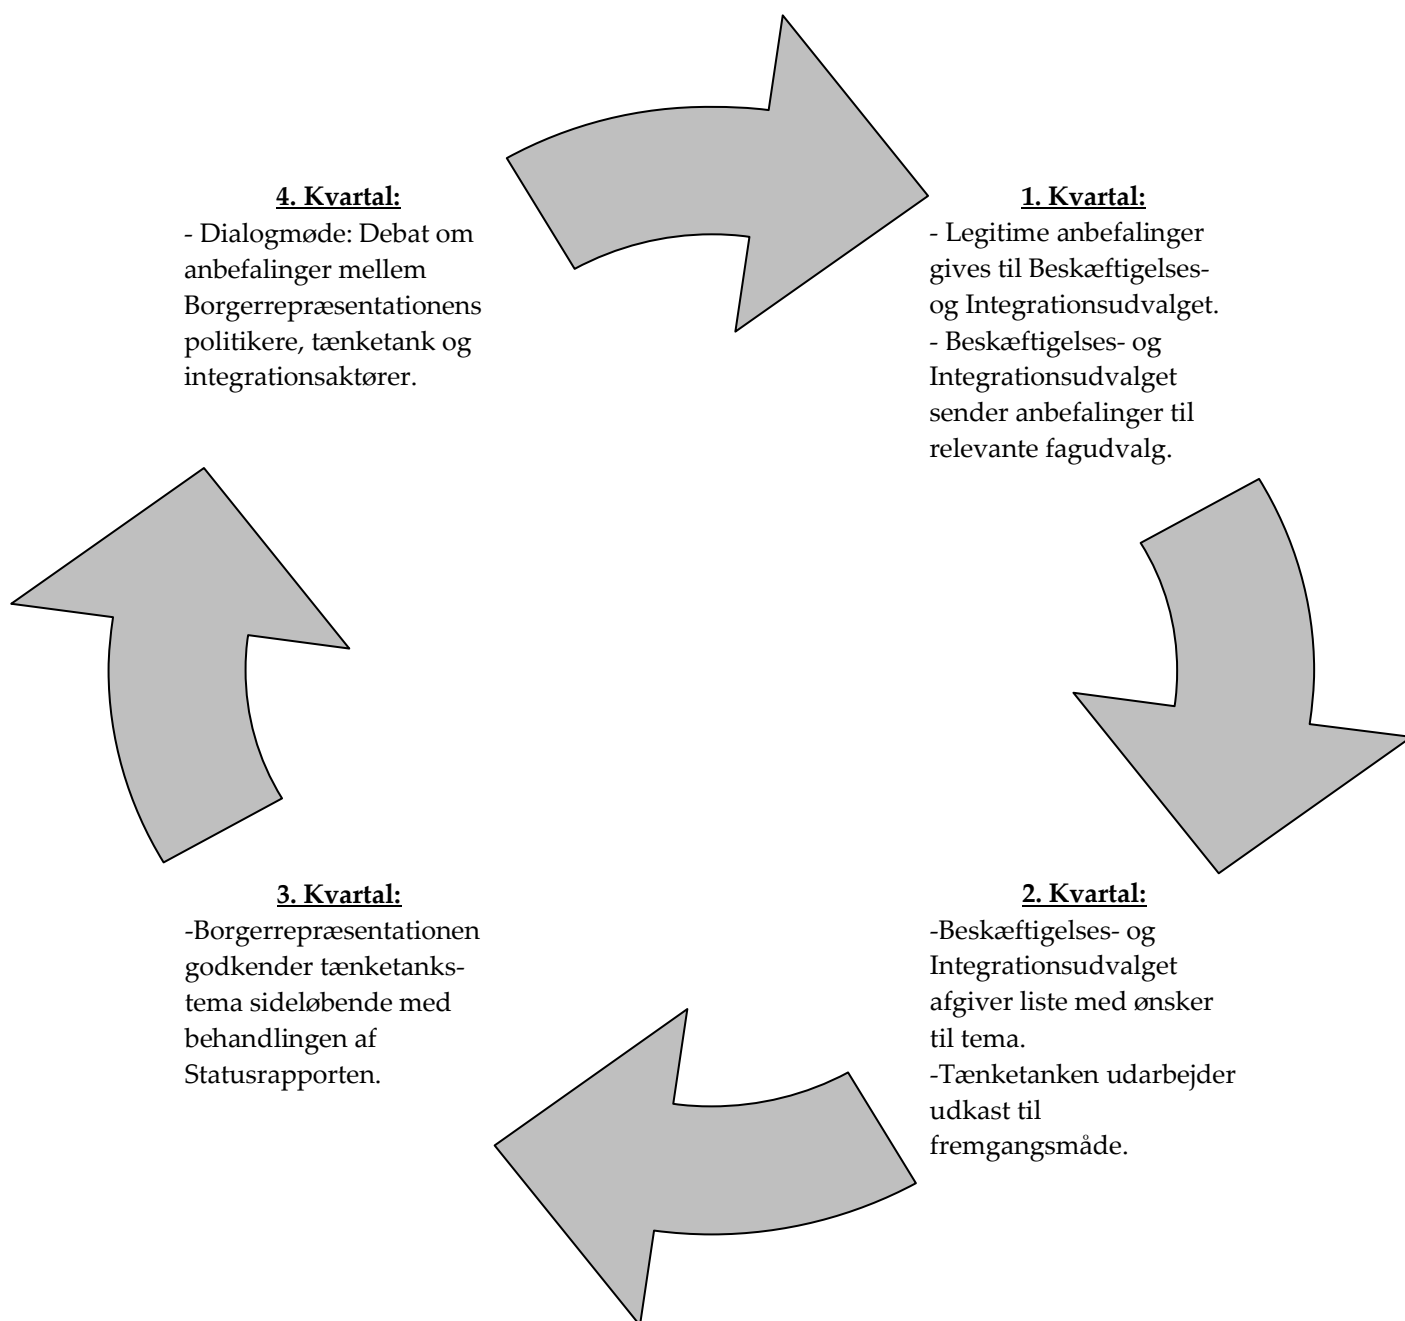 4. Kvartal:
- Dialogmøde: Debat om
anbefalinger mellem
Borgerrepræsentationens
politikere, tænketank og
integrationsaktører.
1. Kvartal:
- Legitime anbefalinger
gives til Beskæftigelses-
og Integrationsudvalget.
- Beskæftigelses- og
Integrationsudvalget
sender anbefalinger til
relevante fagudvalg.
3. Kvartal:
-Borgerrepræsentationen
godkender tænketanks-
tema sideløbende med
behandlingen af
Statusrapporten.
2. Kvartal:
-Beskæftigelses- og
Integrationsudvalget
afgiver liste med ønsker
til tema.
-Tænketanken udarbejder
udkast til
fremgangsmåde.